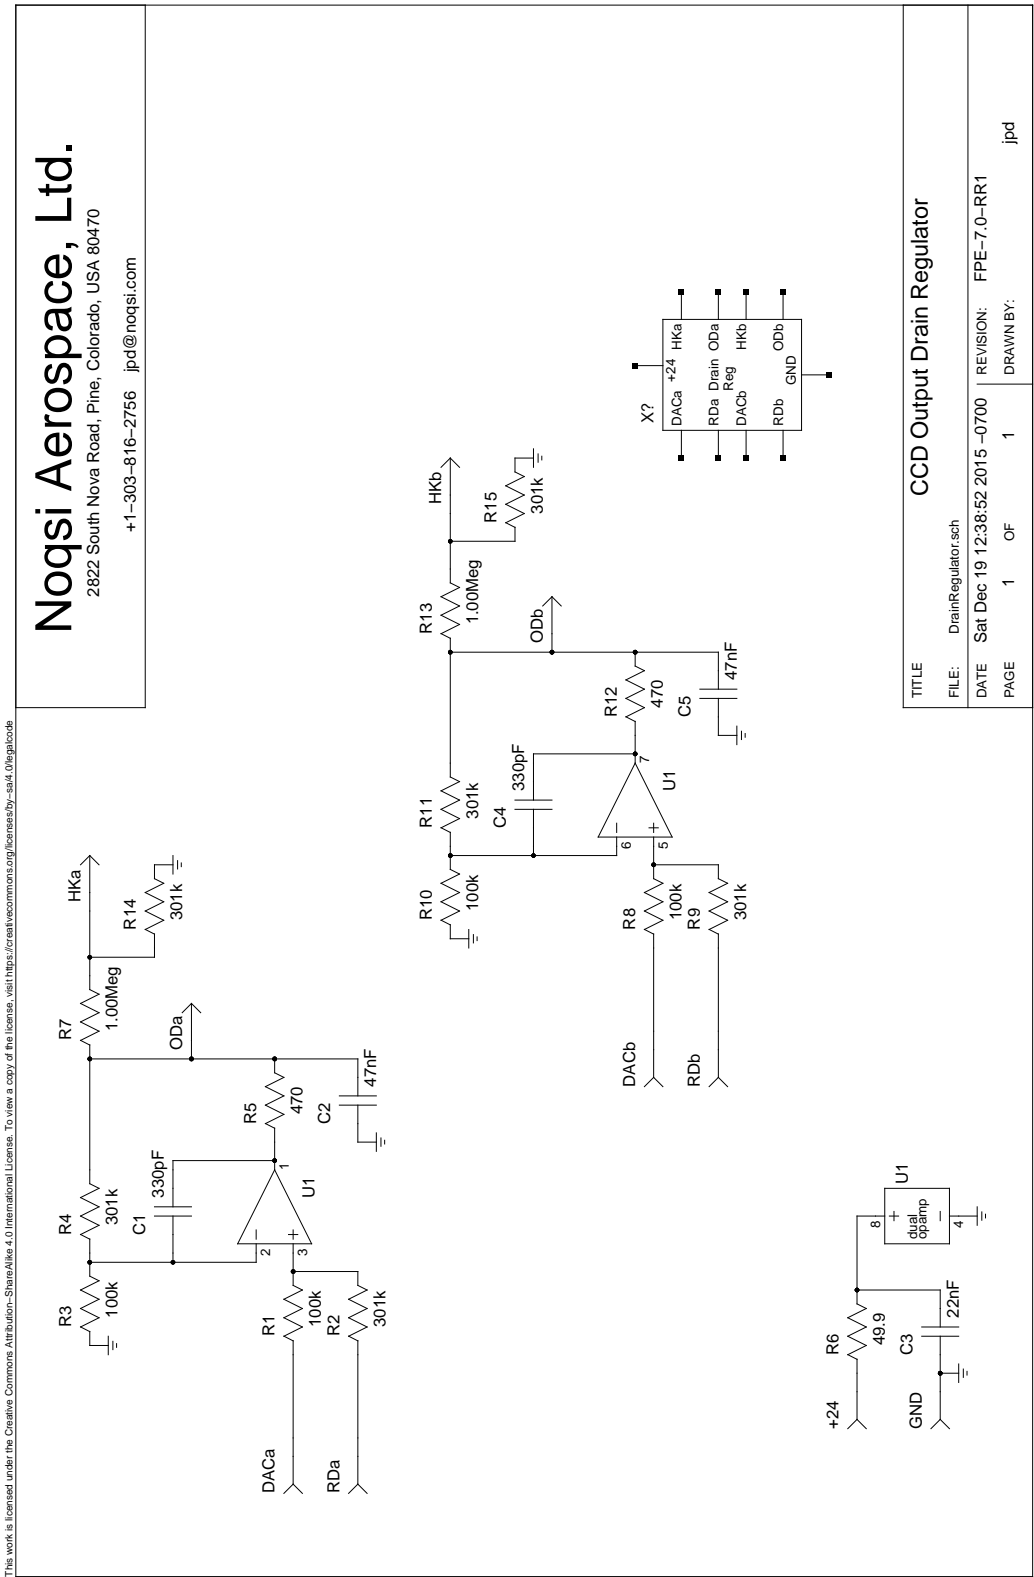 This work is licensed under the Creative Commons Attribution−ShareAlike 4.0 International License. To view a copy of the license, visit https://creativecommons.org/licenses/by−sa/4.0/legalcode
Noqsi Aerospace, Ltd.
2822 South Nova Road, Pine, Colorado, USA 80470
+1−303−816−2756 jpd@noqsi.com
R3
100k
R4
301k
R7
1.00Meg
HKa
R14
301k
C1
330pF
ODa
2
3
1
U1
R5
470
C2
47nF
DACa
R1
100k
RDa
R2
301k
R10
100k
R11
301k
R13
1.00Meg
HKb
R15
301k
C4
330pF
ODb
6
5
7
U1
R12
470
C5
47nF
DACb
R8
100k
RDb
R9
301k
X?
DACa +24 HKa
RDa Drain ODa
Reg
DACb HKb
RDb ODb
GND
+24
R6
49.9
GND
C3
22nF
U1
8
dual
opamp
4
TITLE
CCD Output Drain Regulator
FILE: DrainRegulator.sch
DATE Sat Dec 19 12:38:52 2015 −0700
REVISION: FPE−7.0−RR1
PAGE 1 OF 1
DRAWN BY: jpd